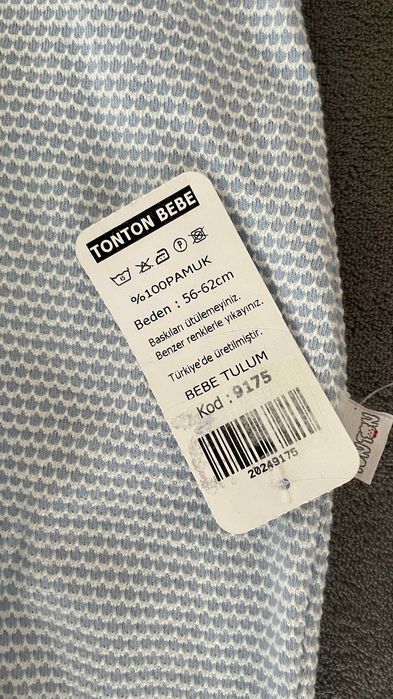 TONTON BEBE
%100PAMUK
Beden : 56-62cm
Baskıları ütülemeyiniz.
Benzer renklerle yıkayınız.
Türkiye'de üretilmiştir.
BEBE TULUM
Kod : 9175
20249175